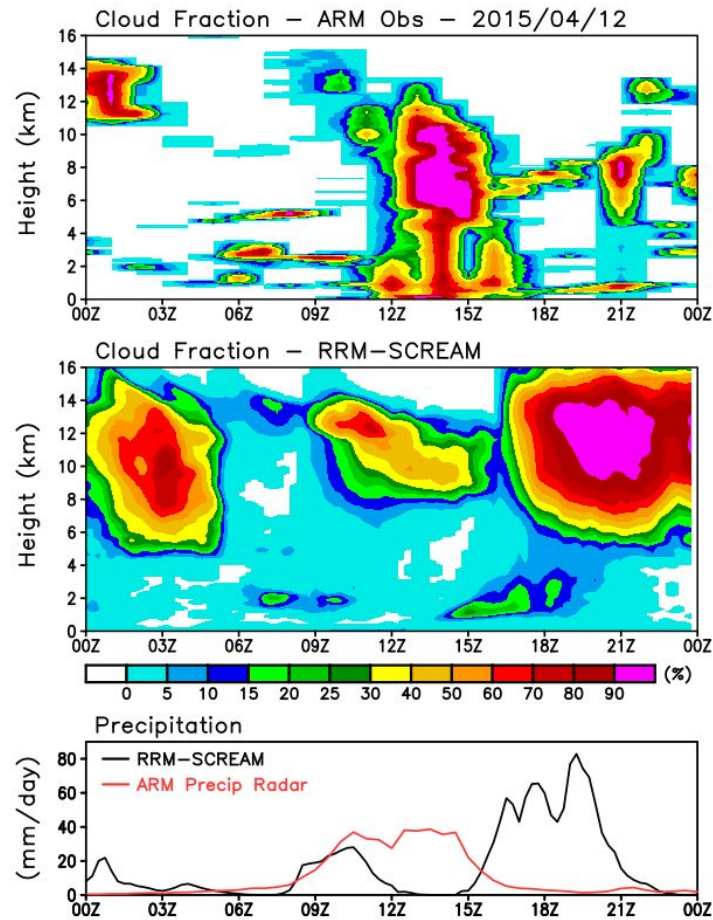 Cloud Fraction – ARM Obs – 2015/04/12
Height (km)
16
14
12
10
8
6
4
2
0
00Z 03Z 06Z 09Z 12Z 15Z 18Z 21Z 00Z
Cloud Fraction – RRM–SCREAM
Height (km)
16
14
12
10
8
6
4
2
0
00Z 03Z 06Z 09Z 12Z 15Z 18Z 21Z 00Z
0 5 10 15 20 25 30 40 50 60 70 80 90 (%)
Precipitation
(mm/day)
80
60
40
20
0
RRM–SCREAM
ARM Precip Radar
00Z 03Z 06Z 09Z 12Z 15Z 18Z 21Z 00Z